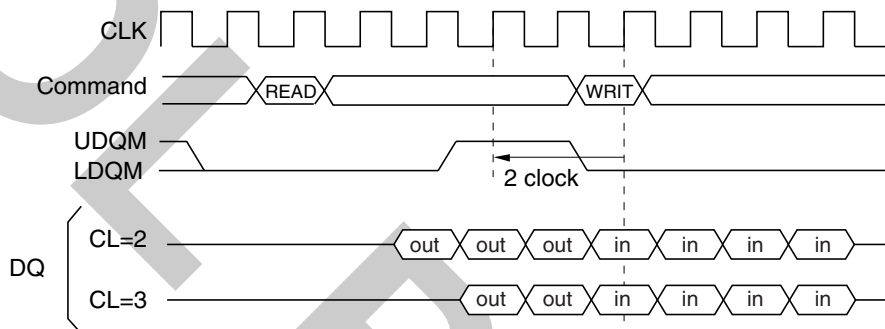 CLK
Command READ WRIT
UDQM
LDQM
2 clock
DQ
CL=2 out out out in in in in
CL=3 out out in in in in